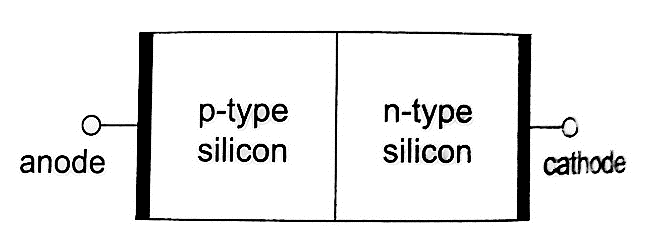 p-type
silicon
n-type
silicon
anode
cathode